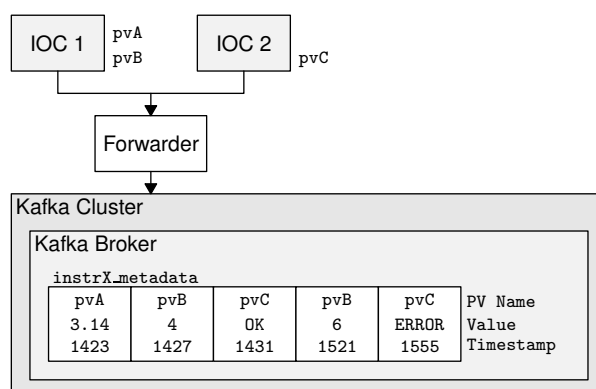 IOC 1 pvA IOC 2
pvB pvC
Forwarder
Kafka Cluster
Kafka Broker
instrX_metadata
pvA pvB pvC pvB pvC PV Name
3.14 4 OK 6 ERROR Value
1423 1427 1431 1521 1555 Timestamp